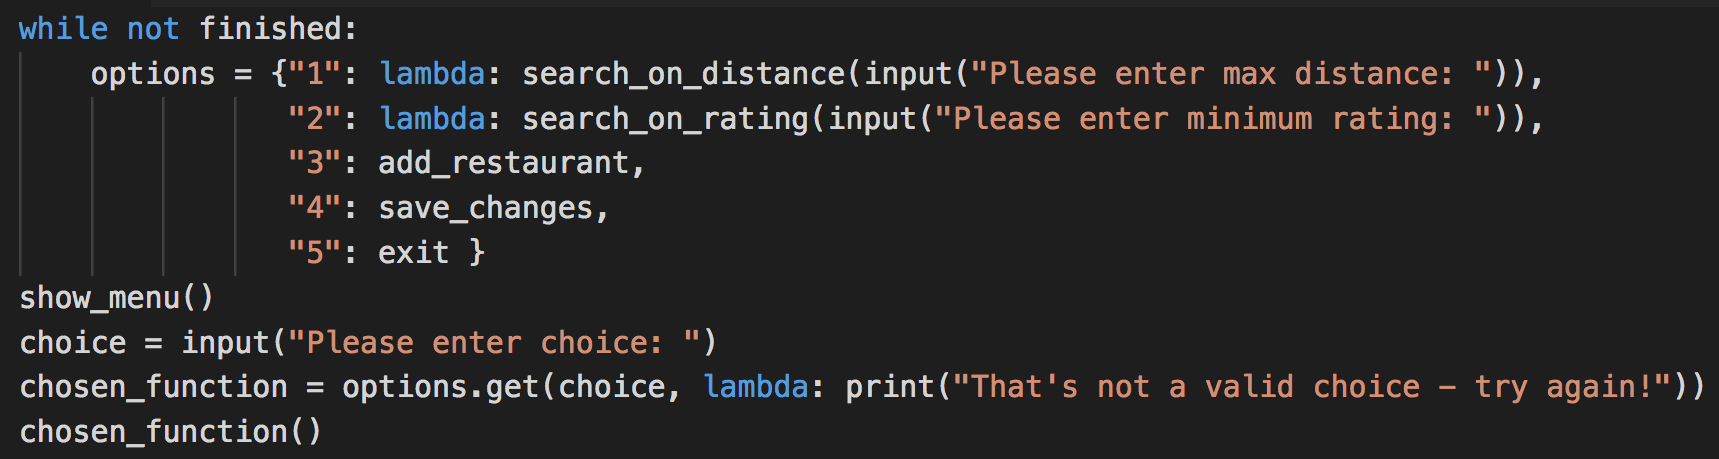 while not finished:
    options = {"1": lambda: search_on_distance(input("Please enter max distance: ")),
               "2": lambda: search_on_rating(input("Please enter minimum rating: ")),
               "3": add_restaurant,
               "4": save_changes,
               "5": exit }
show_menu()
choice = input("Please enter choice: ")
chosen_function = options.get(choice, lambda: print("That's not a valid choice – try again!"))
chosen_function()